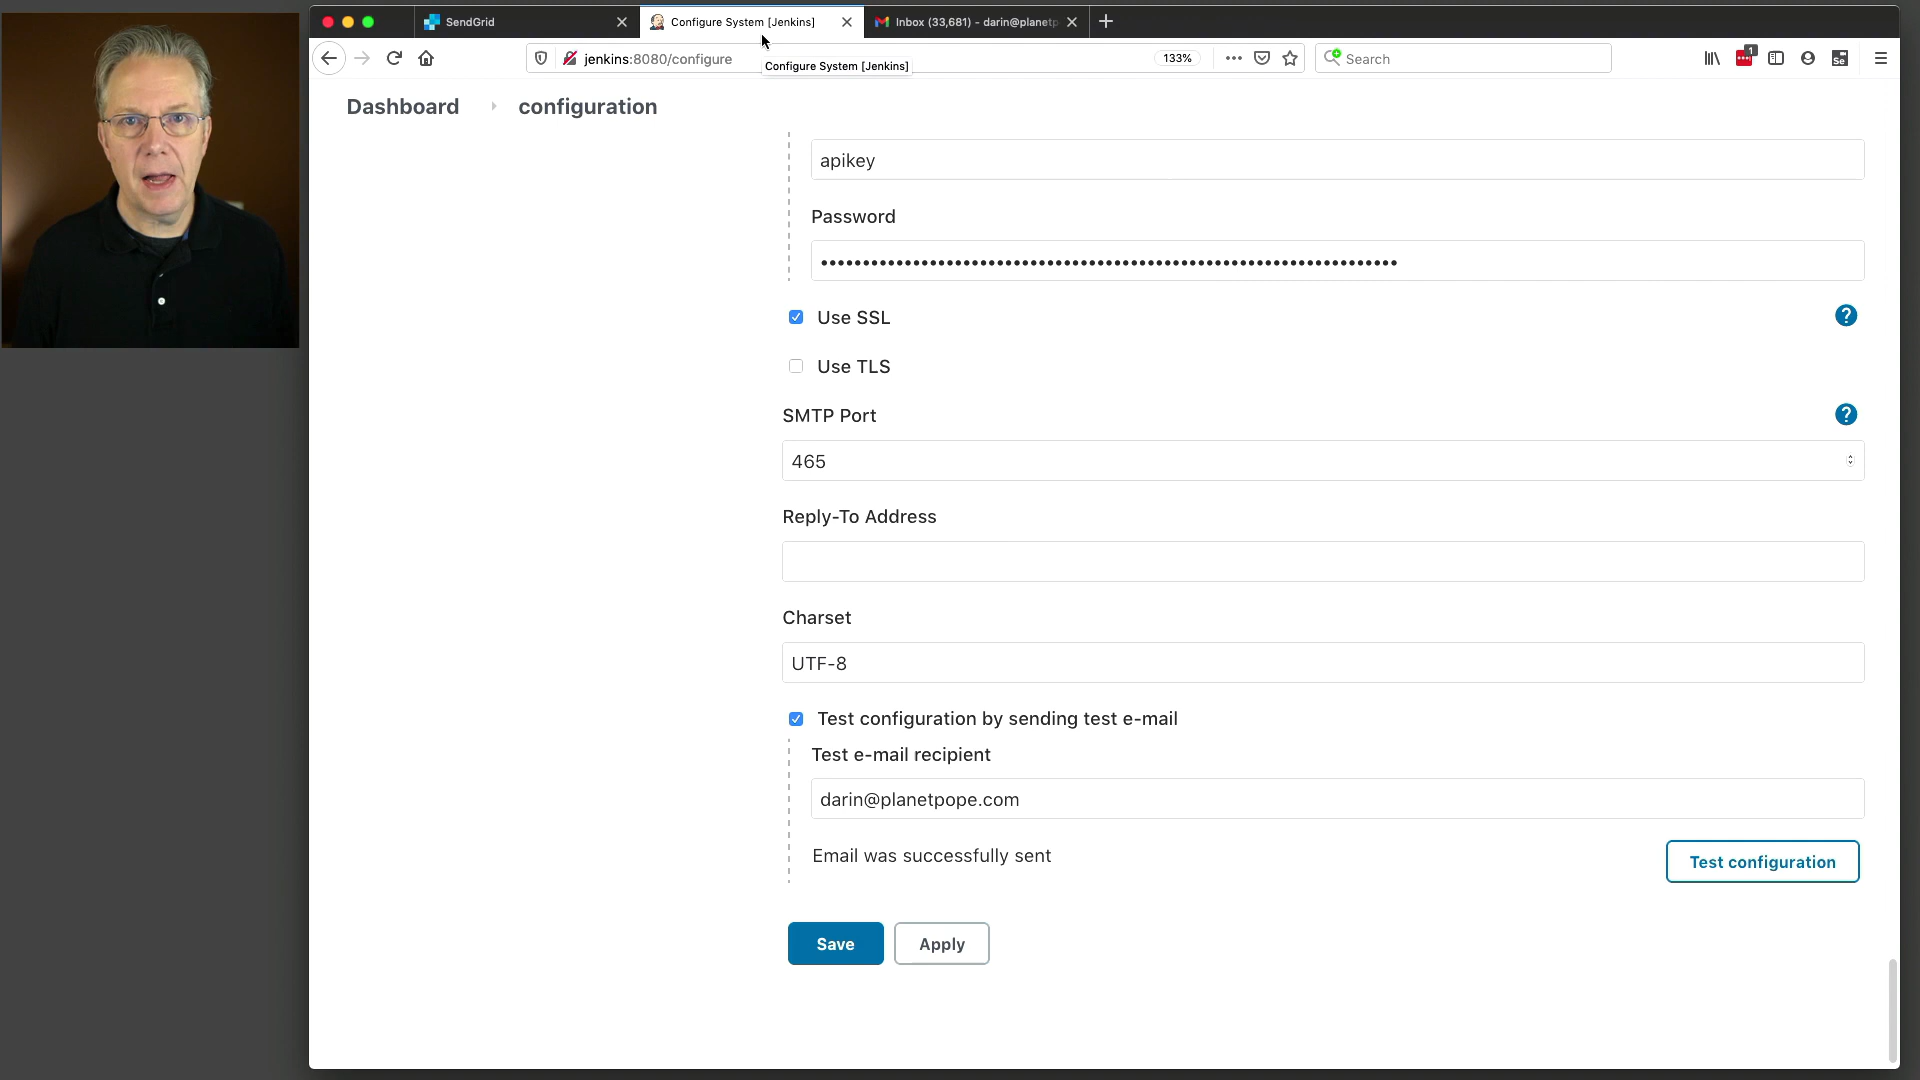 SendGrid
Configure System [Jenkins]
Inbox (33,681) - darin@planetp
jenkins:8080/configure
133%
Search
1
Se
Configure System [Jenkins]
Dashboard
configuration
apikey
Password
Use SSL
?
Use TLS
SMTP Port
?
465
Reply-To Address
Charset
UTF-8
Test configuration by sending test e-mail
Test e-mail recipient
darin@planetpope.com
Email was successfully sent
Test configuration
Save
Apply